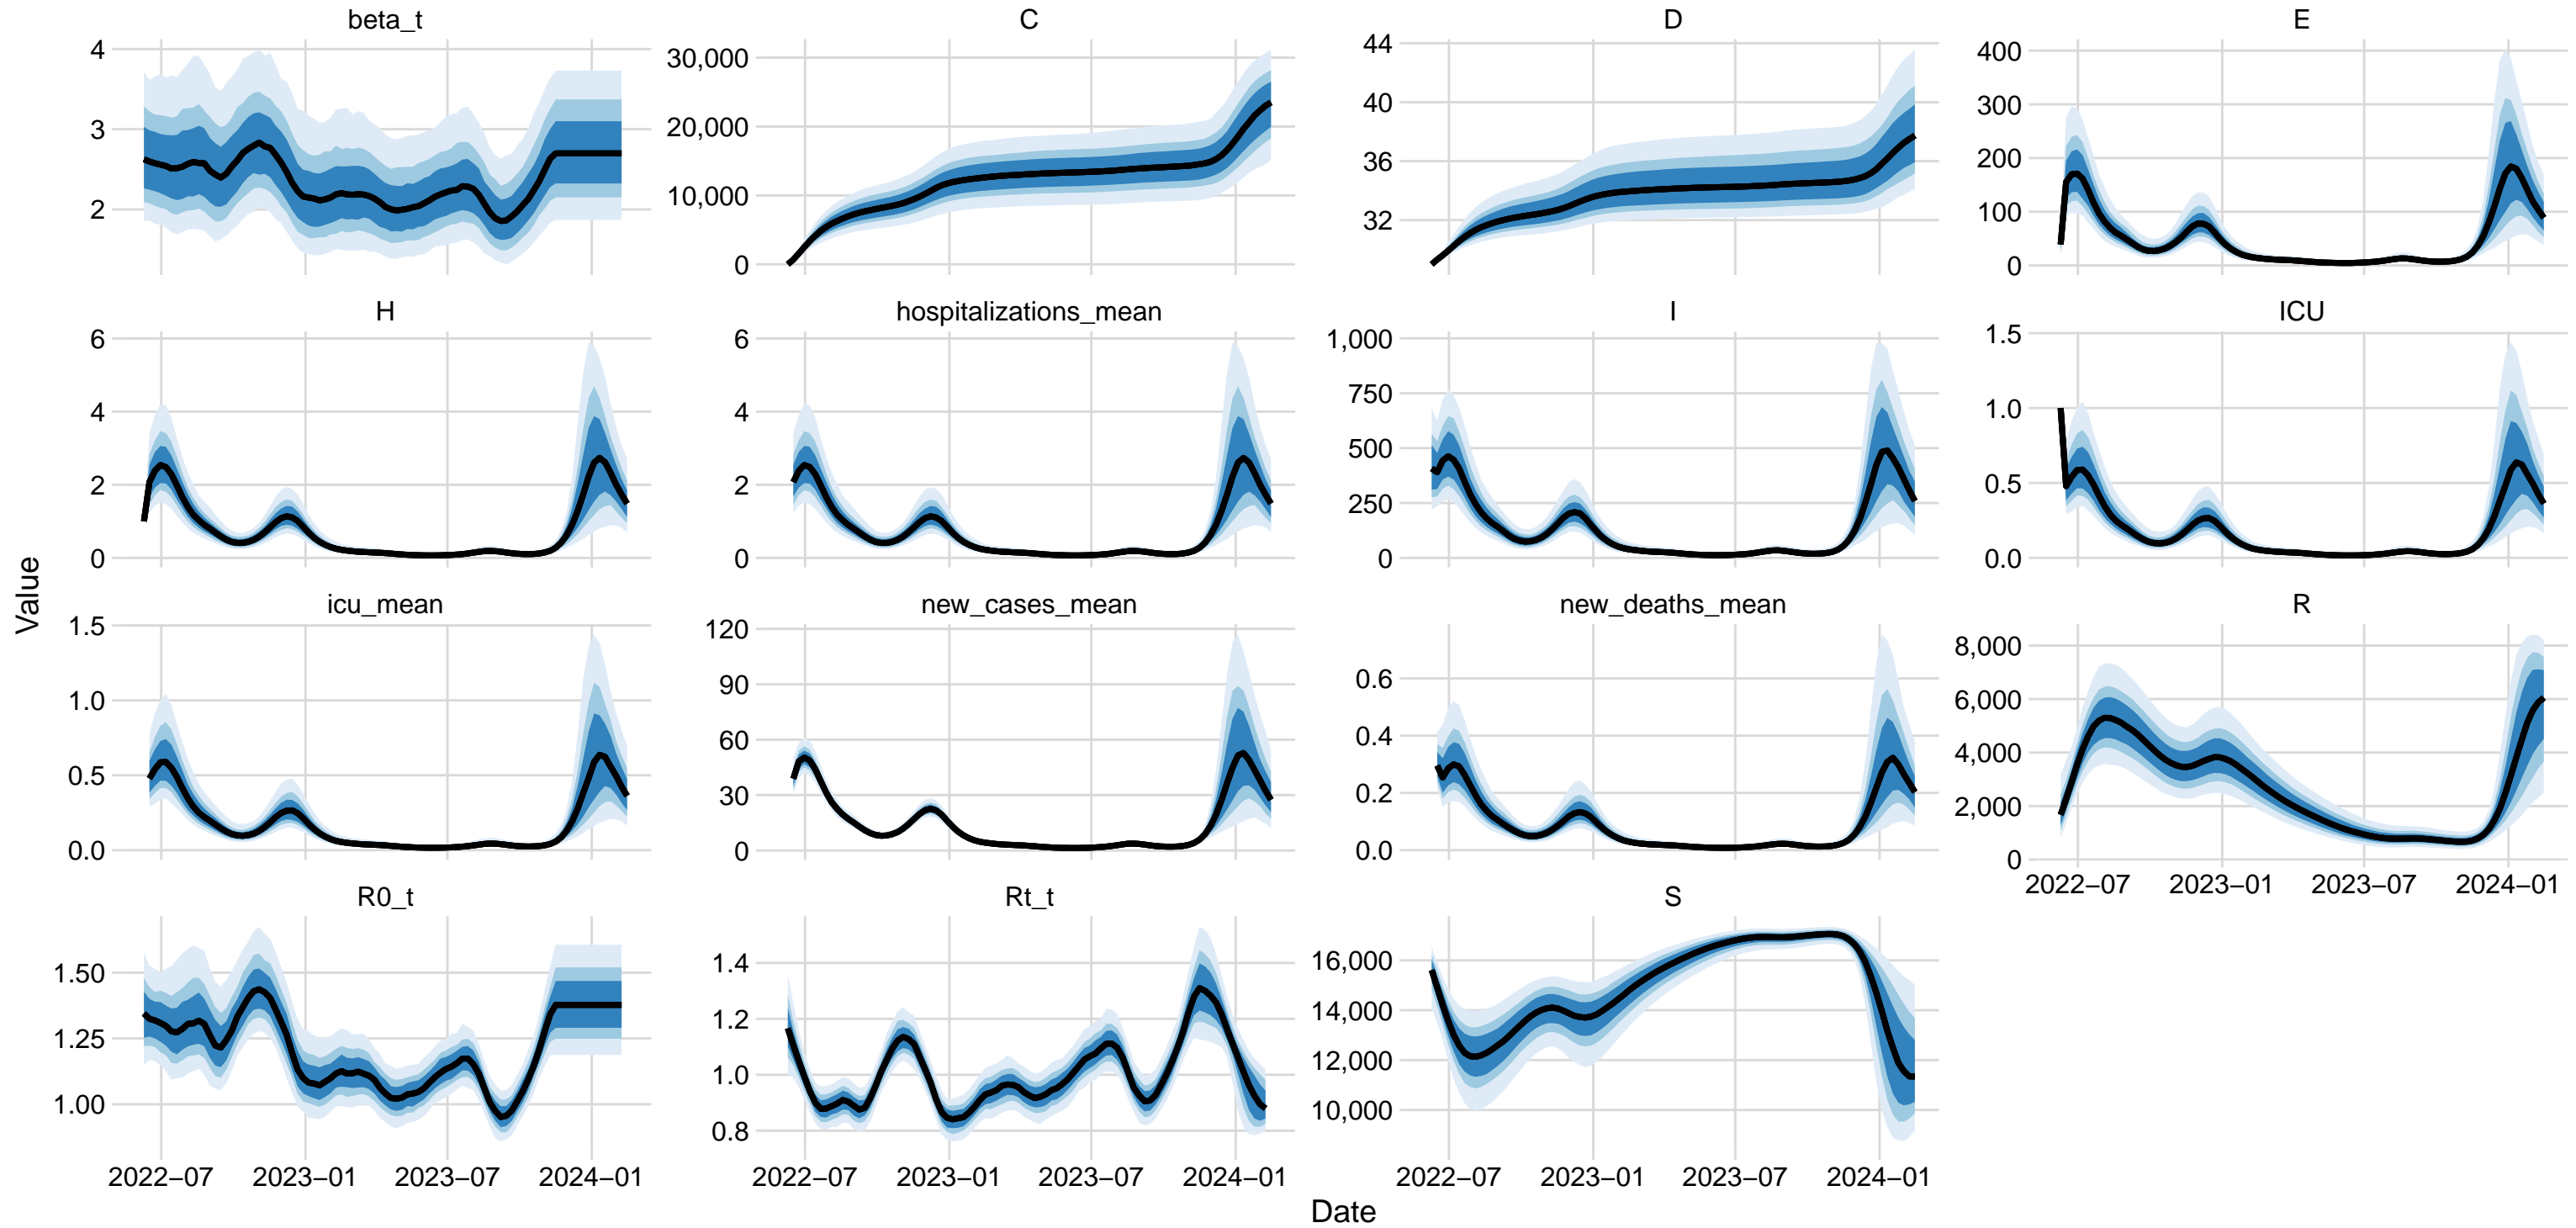 beta_t
C
D
E
4
3
2
30,000
20,000
10,000
0
44
40
36
32
400
300
200
100
0
H
hospitalizations_mean
I
ICU
6
4
2
0
6
4
2
0
1,000
750
500
250
0
1.5
1.0
0.5
0.0
Value
icu_mean
new_cases_mean
new_deaths_mean
R
1.5
1.0
0.5
0.0
120
90
60
30
0
0.6
0.4
0.2
0.0
8,000
6,000
4,000
2,000
0
2022−07 2023−01 2023−07 2024−01
R0_t
Rt_t
S
1.50
1.25
1.00
1.4
1.2
1.0
0.8
16,000
14,000
12,000
10,000
2022−07 2023−01 2023−07 2024−01
2022−07 2023−01 2023−07 2024−01
2022−07 2023−01 2023−07 2024−01
Date